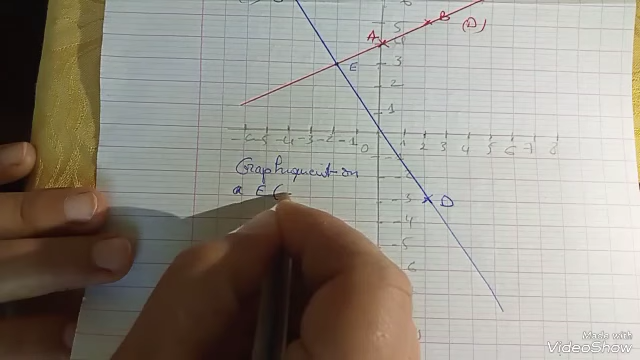 6
5 B (D)
A 4
3 E
2
1
-6 -5 -4 -3 -2 -1 0 1 2 3 4 5 6 7 8
-1
-2
-3 D
-4
-5
-6
Graphiquement on
a E(
Made with
VideoShow